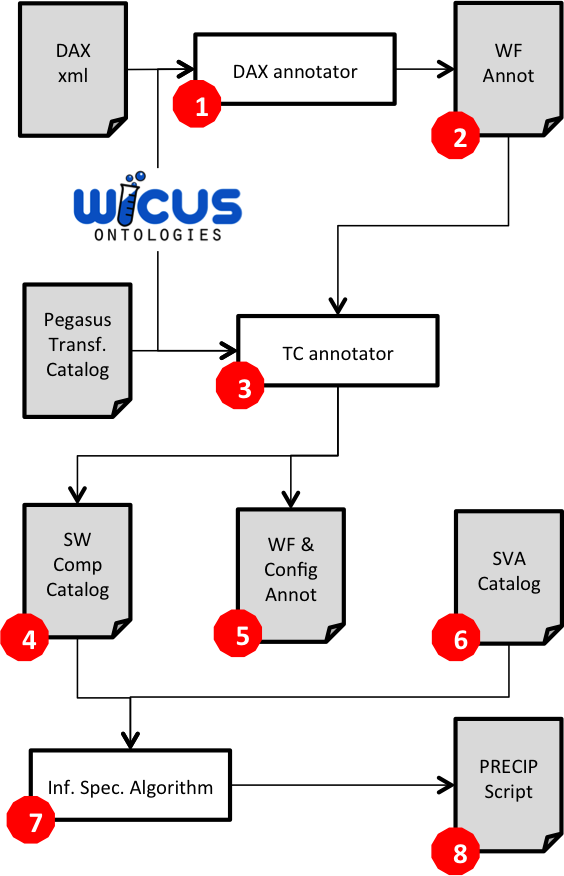 DAX
xml
DAX annotator
1
WF
Annot
2
WICUS
ONTOLOGIES
Pegasus
Transf.
Catalog
TC annotator
3
SW
Comp
Catalog
4
WF &
Config
Annot
5
SVA
Catalog
6
Inf. Spec. Algorithm
7
PRECIP
Script
8